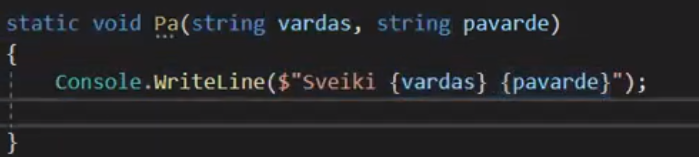 static void Pa(string vardas, string pavarde)
{
Console.WriteLine($"Sveiki {vardas} {pavarde}");
}